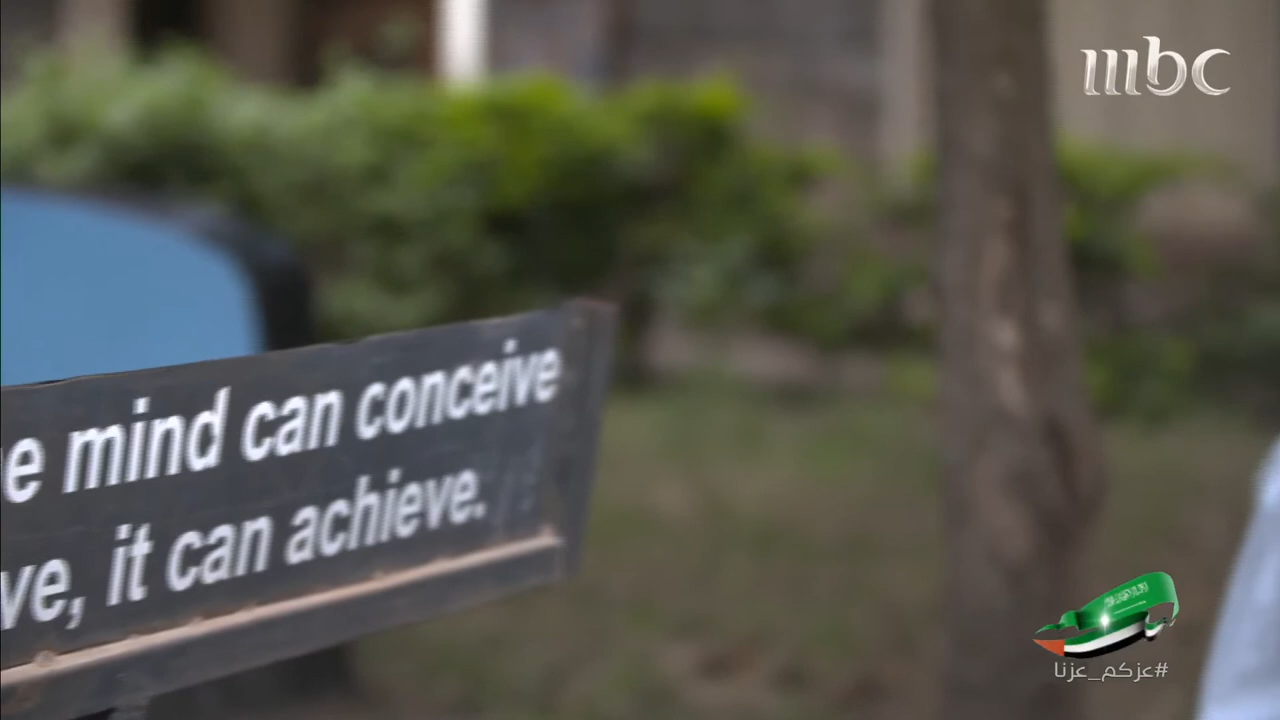 mbc
e mind can conceive
ve, it can achieve.
#عزكم_عزنا